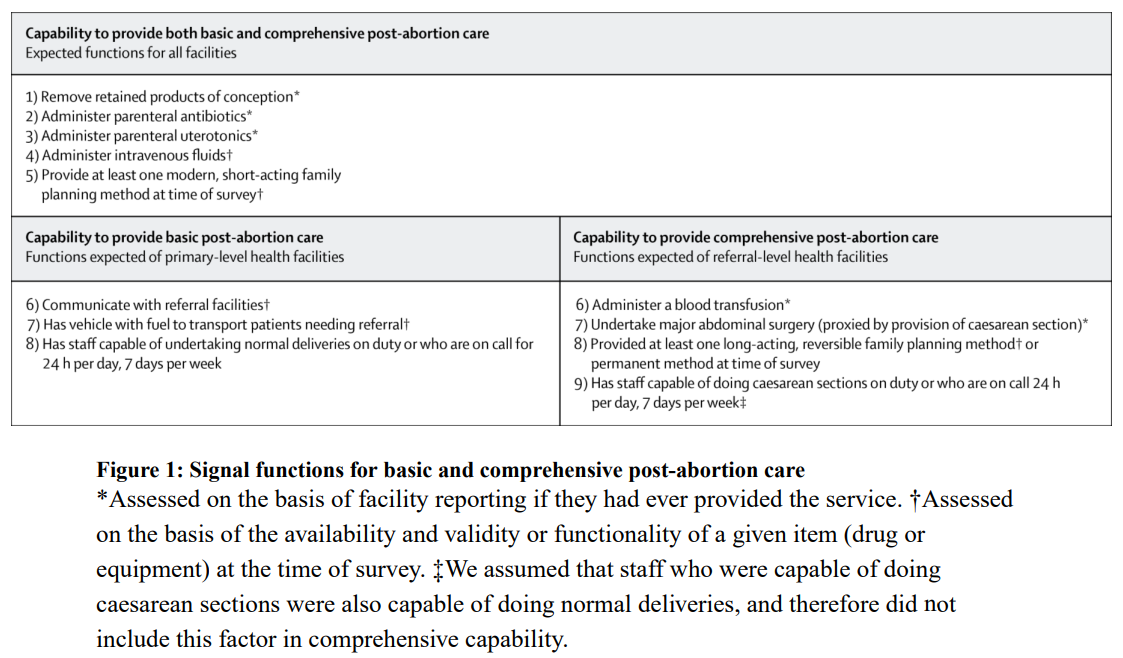 Capability to provide both basic and comprehensive post-abortion care
Expected functions for all facilities
1) Remove retained products of conception*
2) Administer parenteral antibiotics*
3) Administer parenteral uterotonics*
4) Administer intravenous fluids†
5) Provide at least one modern, short-acting family
planning method at time of survey†
Capability to provide basic post-abortion care
Functions expected of primary-level health facilities
6) Communicate with referral facilities†
7) Has vehicle with fuel to transport patients needing referral†
8) Has staff capable of undertaking normal deliveries on duty or who are on call for
24 h per day, 7 days per week
Capability to provide comprehensive post-abortion care
Functions expected of referral-level health facilities
6) Administer a blood transfusion*
7) Undertake major abdominal surgery (proxied by provision of caesarean section)*
8) Provided at least one long-acting, reversible family planning method† or
permanent method at time of survey
9) Has staff capable of doing caesarean sections on duty or who are on call 24 h
per day, 7 days per week‡
Figure 1: Signal functions for basic and comprehensive post-abortion care
*Assessed on the basis of facility reporting if they had ever provided the service. †Assessed
on the basis of the availability and validity or functionality of a given item (drug or
equipment) at the time of survey. ‡We assumed that staff who were capable of doing
caesarean sections were also capable of doing normal deliveries, and therefore did not
include this factor in comprehensive capability.